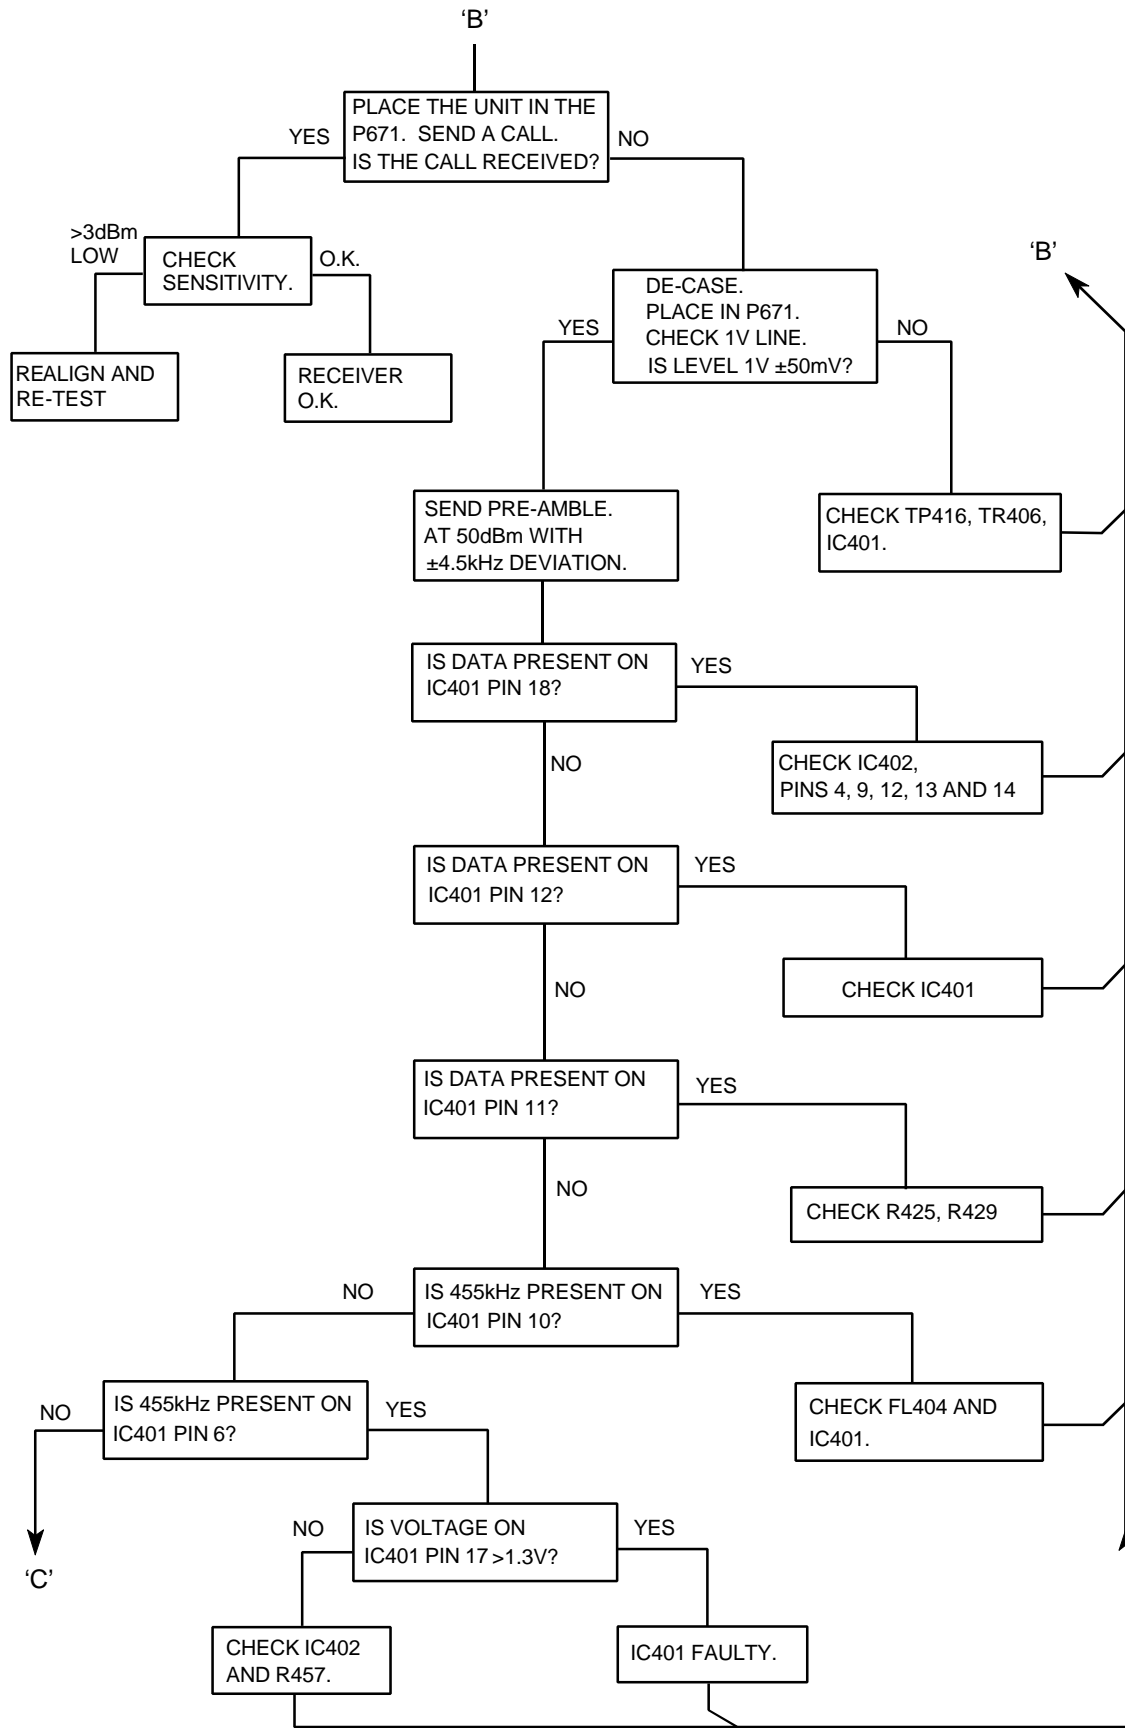 ‘B’
PLACE THE UNIT IN THE
P671. SEND A CALL.
IS THE CALL RECEIVED?
YES
NO
>3dBm
LOW
CHECK
SENSITIVITY.
O.K.
‘B’
REALIGN AND
RE-TEST
RECEIVER
O.K.
DE-CASE.
PLACE IN P671.
CHECK 1V LINE.
IS LEVEL 1V ±50mV?
YES
NO
SEND PRE-AMBLE.
AT 50dBm WITH
±4.5kHz DEVIATION.
CHECK TP416, TR406,
IC401.
IS DATA PRESENT ON
IC401 PIN 18?
YES
NO
CHECK IC402,
PINS 4, 9, 12, 13 AND 14
IS DATA PRESENT ON
IC401 PIN 12?
YES
NO
CHECK IC401
IS DATA PRESENT ON
IC401 PIN 11?
YES
NO
CHECK R425, R429
NO
IS 455kHz PRESENT ON
IC401 PIN 10?
YES
CHECK FL404 AND
IC401.
NO
IS 455kHz PRESENT ON
IC401 PIN 6?
YES
‘C’
NO
IS VOLTAGE ON
IC401 PIN 17 >1.3V?
YES
CHECK IC402
AND R457.
IC401 FAULTY.